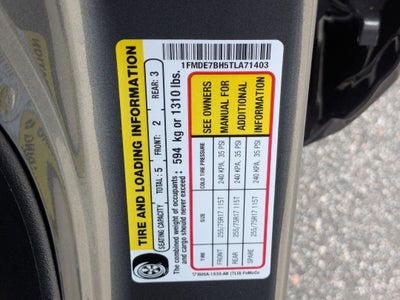 1FMDE7BH5TLA71403
TIRE AND LOADING INFORMATION
SEATING CAPACITY TOTAL: 5 FRONT: 2 REAR: 3
The combined weight of occupants and cargo should never exceed: 594 kg or 1310 lbs.
TIRE SIZE COLD TIRE PRESSURE
FRONT 255/75R17 115T 240 KPA, 35 PSI
REAR 255/75R17 115T 240 KPA, 35 PSI
SPARE 255/75R17 115T 240 KPA, 35 PSI
SEE OWNERS
MANUAL FOR
ADDITIONAL
INFORMATION